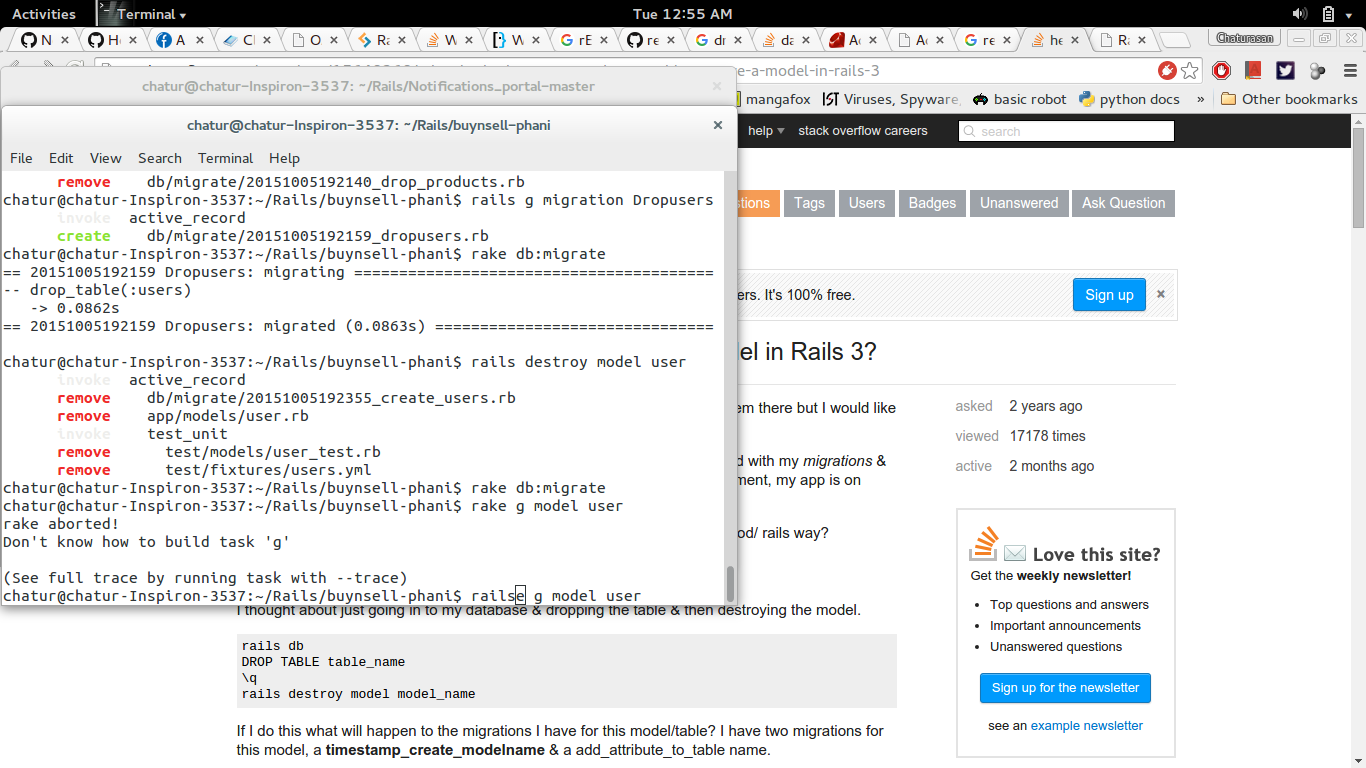 Activities
Terminal
Tue 12:55 AM
N
He
A
Cl
O
Ra
W
W
rE
re
dr
da
Ac
A
re
he
Ra
Chaturasan
chatur@chatur-Inspiron-3537: ~/Rails/Notifications_portal-master
e-a-model-in-rails-3
chatur@chatur-Inspiron-3537: ~/Rails/buynsell-phani
mangafox
IST Viruses, Spyware,
basic robot
python docs
»
Other bookmarks
File Edit View Search Terminal Help
help
stack overflow careers
search
remove db/migrate/20151005192140_drop_products.rb
chatur@chatur-Inspiron-3537:~/Rails/buynsell-phani$ rails g migration Dropusers
invoke active_record
create db/migrate/20151005192159_dropusers.rb
chatur@chatur-Inspiron-3537:~/Rails/buynsell-phani$ rake db:migrate
== 20151005192159 Dropusers: migrating ========================================
-- drop_table(:users)
-> 0.0862s
== 20151005192159 Dropusers: migrated (0.0863s) ===============================
chatur@chatur-Inspiron-3537:~/Rails/buynsell-phani$ rails destroy model user
invoke active_record
remove db/migrate/20151005192355_create_users.rb
remove app/models/user.rb
invoke test_unit
remove test/models/user_test.rb
remove test/fixtures/users.yml
chatur@chatur-Inspiron-3537:~/Rails/buynsell-phani$ rake db:migrate
chatur@chatur-Inspiron-3537:~/Rails/buynsell-phani$ rake g model user
rake aborted!
Don't know how to build task 'g'
(See full trace by running task with --trace)
chatur@chatur-Inspiron-3537:~/Rails/buynsell-phani$ railse g model user
stions
Tags
Users
Badges
Unanswered
Ask Question
ers. It's 100% free.
Sign up
el in Rails 3?
em there but I would like
d with my migrations &
ment, my app is on
od/ rails way?
I thought about just going in to my database & dropping the table & then destroying the model.
rails db
DROP TABLE table_name
\q
rails destroy model model_name
If I do this what will happen to the migrations I have for this model/table? I have two migrations for
this model, a timestamp_create_modelname & a add_attribute_to_table name.
asked 2 years ago
viewed 17178 times
active 2 months ago
Love this site?
Get the weekly newsletter!
• Top questions and answers
• Important announcements
• Unanswered questions
Sign up for the newsletter
see an example newsletter